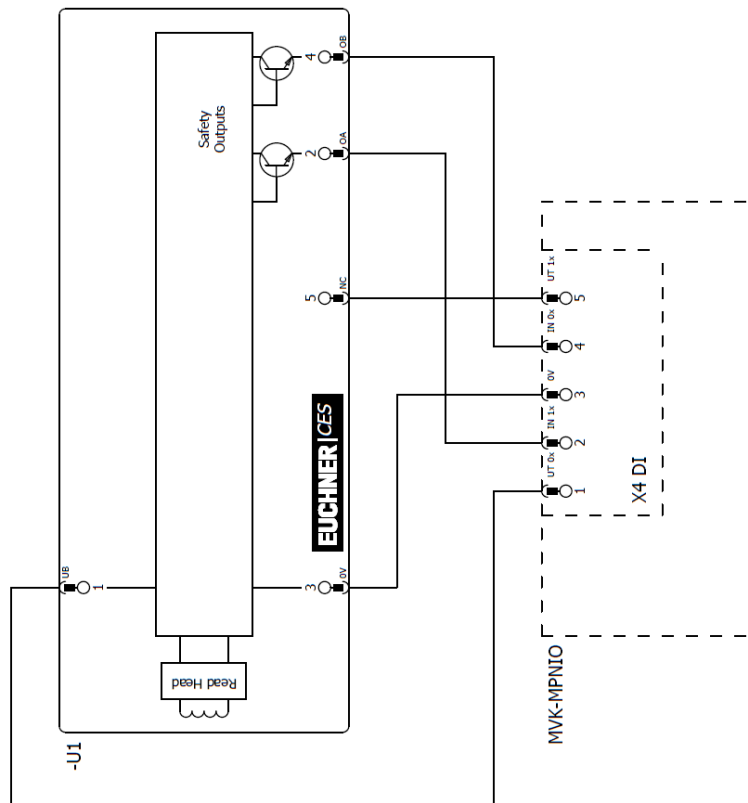 4
OB
Safety
Outputs
2
OA
5
NC
EUCHNER|CES
UB
1
3
0V
Read Head
-U1
UT 1x
5
IN 0x
4
0V
3
IN 1x
2
UT 0x
1
X4 DI
MVK-MPNIO